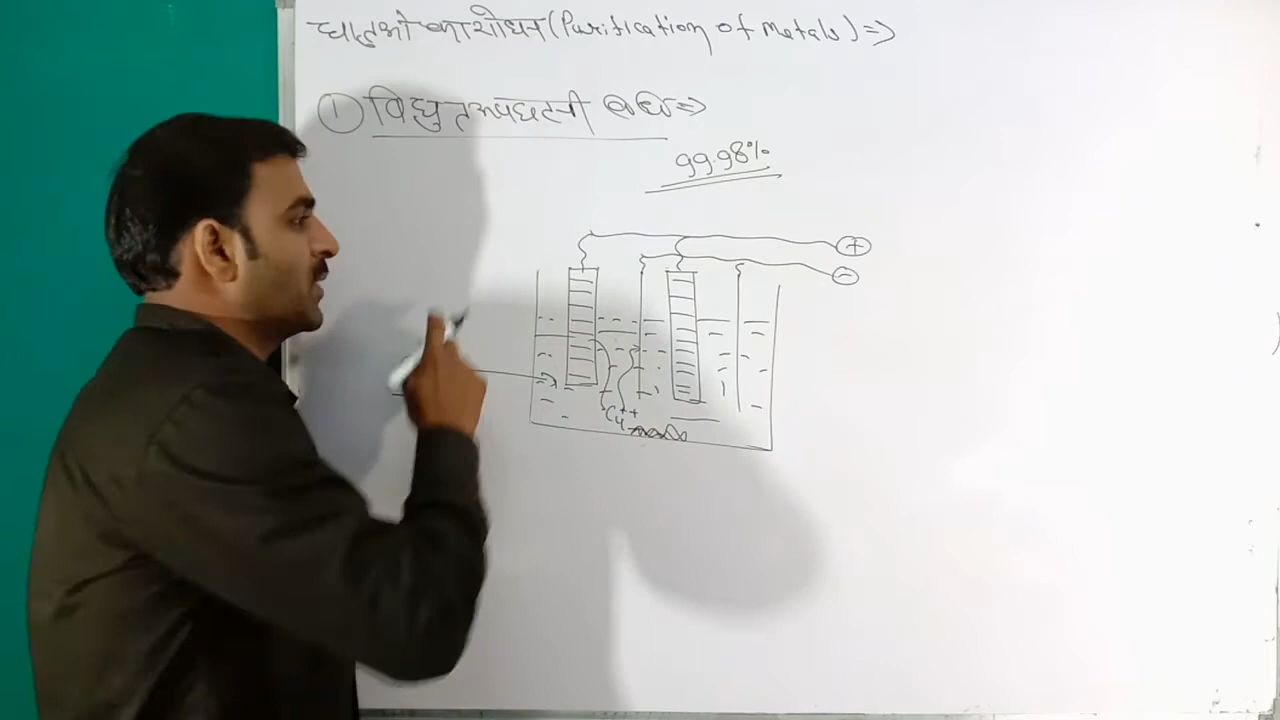 धातुओं का शोधन (Purification of Metals) =>
① विद्युत अपघटनी विधि =>
99.98%
+
-
Cu++